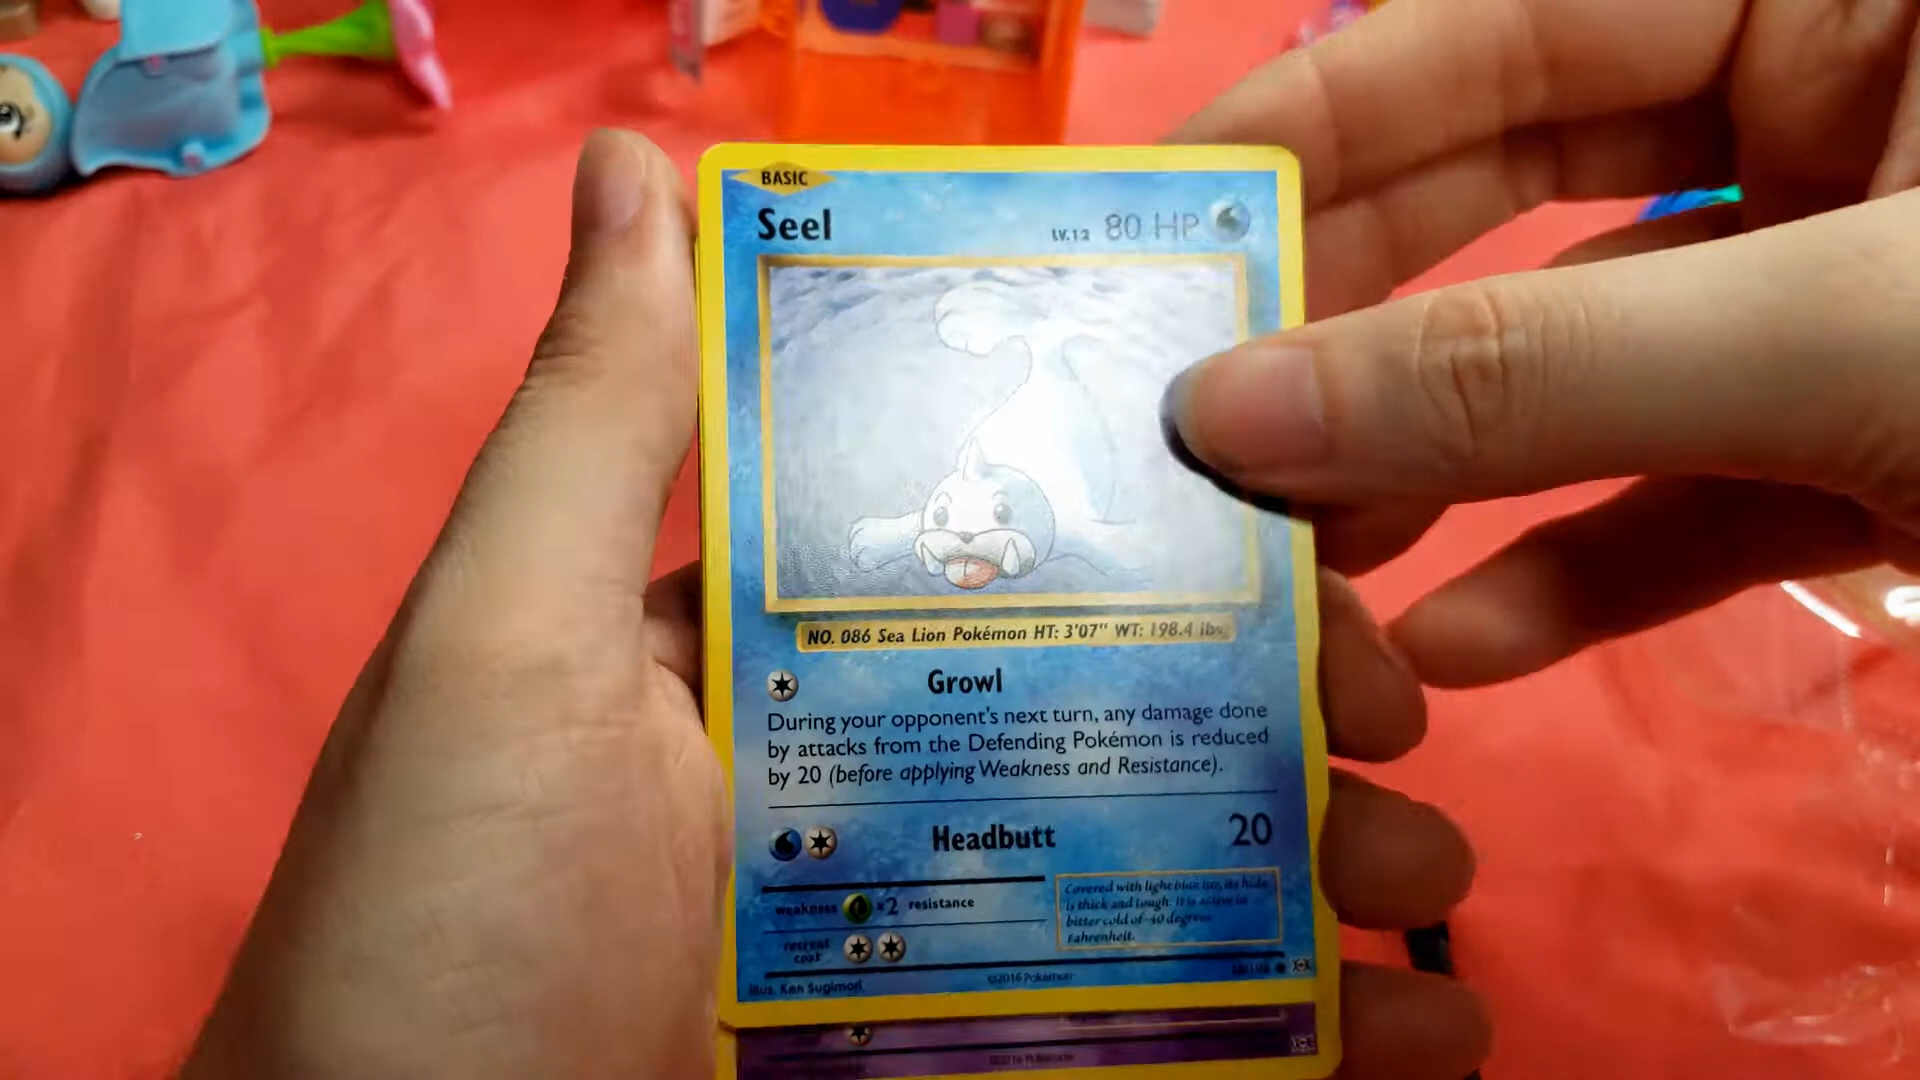 BASIC
Seel LV.12 80 HP
NO. 086 Sea Lion Pokémon HT: 3'07" WT: 198.4 lbs.
Growl
During your opponent's next turn, any damage done
by attacks from the Defending Pokémon is reduced
by 20 (before applying Weakness and Resistance).
Headbutt 20
weakness ×2 resistance
retreat
cost
Covered with light blue fur, its hide
is thick and tough. It is active in
bitter cold of -40 degrees
Fahrenheit.
Illus. Ken Sugimori ©2016 Pokémon